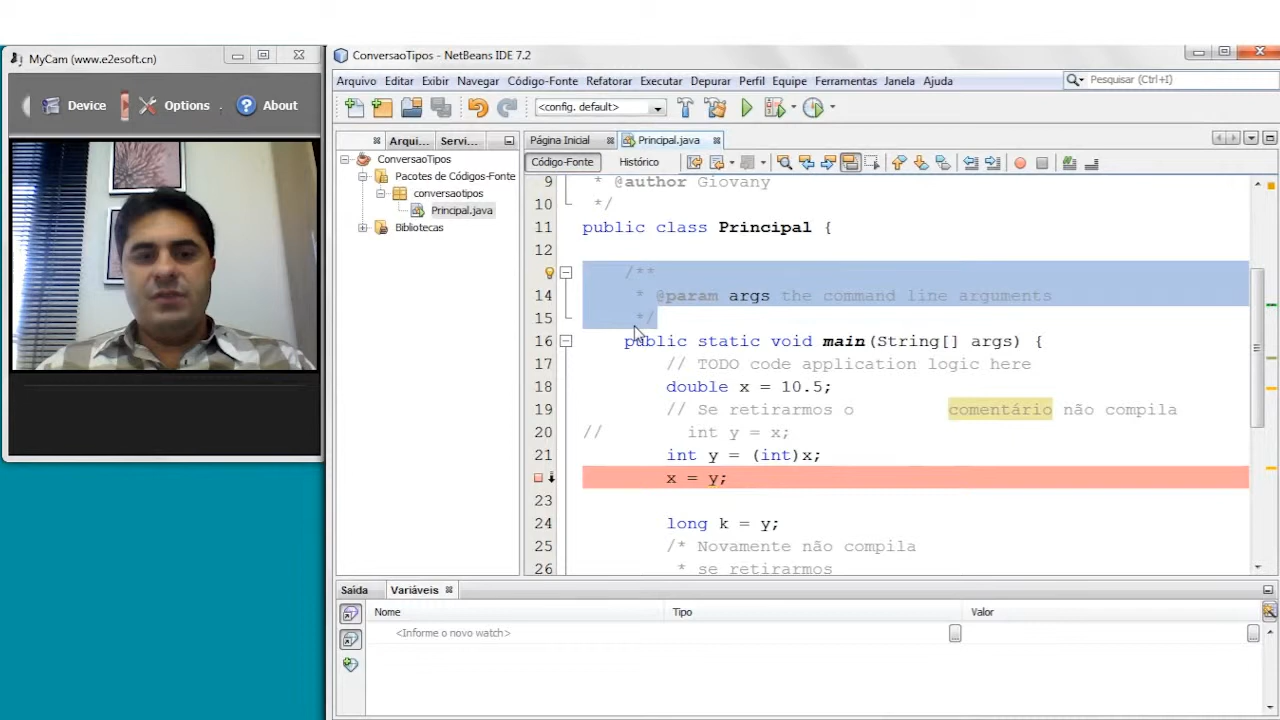 MyCam (www.e2esoft.cn)
Device
Options
About
ConversaoTipos - NetBeans IDE 7.2
Arquivo Editar Exibir Navegar Código-Fonte Refatorar Executar Depurar Perfil Equipe Ferramentas Janela Ajuda
Pesquisar (Ctrl+I)
<config. default>
Arqui... Servi...
ConversaoTipos
Pacotes de Códigos-Fonte
conversaotipos
Principal.java
Bibliotecas
Página Inicial Principal.java
Código-Fonte Histórico
9 * @author Giovany
10 */
11 public class Principal {
12
/**
14 * @param args the command line arguments
15 */
16 public static void main(String[] args) {
17 // TODO code application logic here
18 double x = 10.5;
19 // Se retirarmos o comentário não compila
20 // int y = x;
21 int y = (int)x;
x = y;
23
24 long k = y;
25 /* Novamente não compila
26 * se retirarmos
Saída Variáveis
Nome Tipo Valor
<Informe o novo watch>